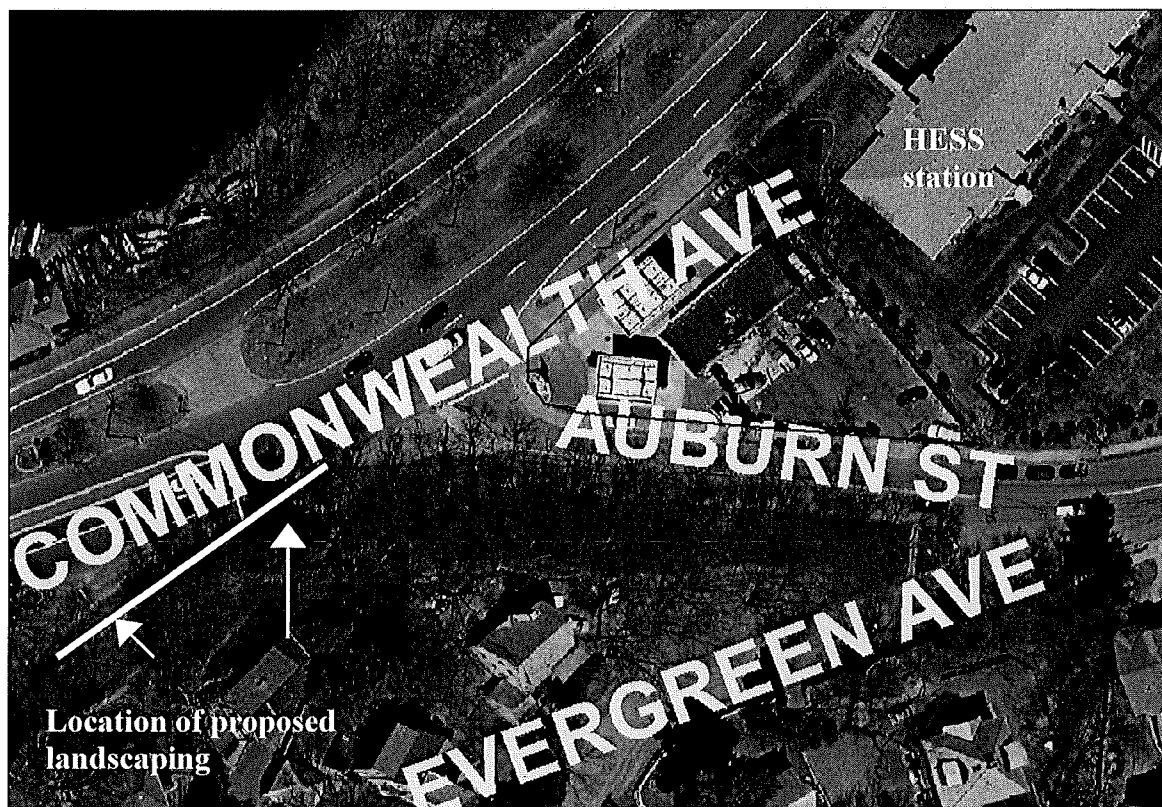 HESS
station
COMMONWEALTH AVE
AUBURN ST
EVERGREEN AVE
Location of proposed
landscaping